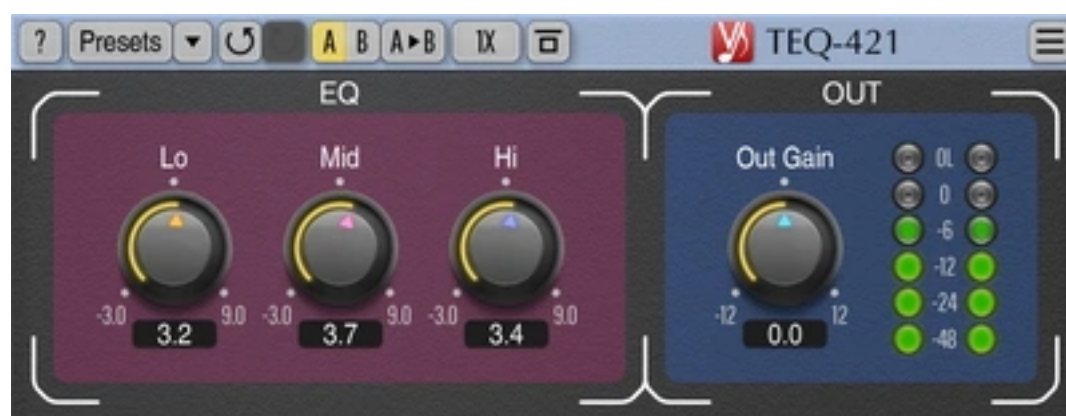 ? Presets A B A▸B 1X TEQ-421
EQ OUT
Lo Mid Hi Out Gain
OL
0
-6
-12
-24
-48
-3.0 9.0 -3.0 9.0 -3.0 9.0 -12 12
3.2 3.7 3.4 0.0